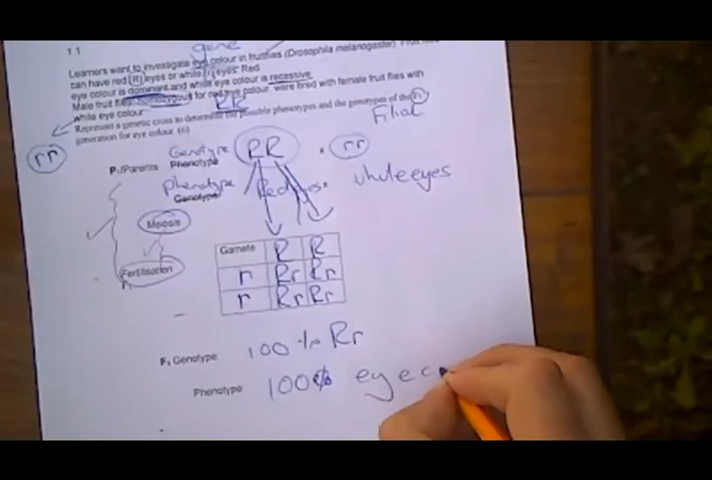 gene
1 1
Learners want to investigate eye colour in fruitflies (Drosophila melanogaster) Fruit flies
can have red (R) eyes or white (r) eyes Red
eye colour is dominant and white eye colour is recessive
Male fruit flies homozygous for red eye colour, were bred with female fruit flies with
white eye colour RR
Represent a genetic cross to determine the possible phenotypes and the genotypes of the F1
generation for eye colour (6) Filial
rr
Genotype RR x rr
P1/Parents Phenotype
Phenotype Red eyes x white eyes
Genotype
Meiosis
Gamete R R
Fertilisation r Rr Rr
F1
r Rr Rr
F1 Genotype: 100% Rr
Phenotype: 100% eye c